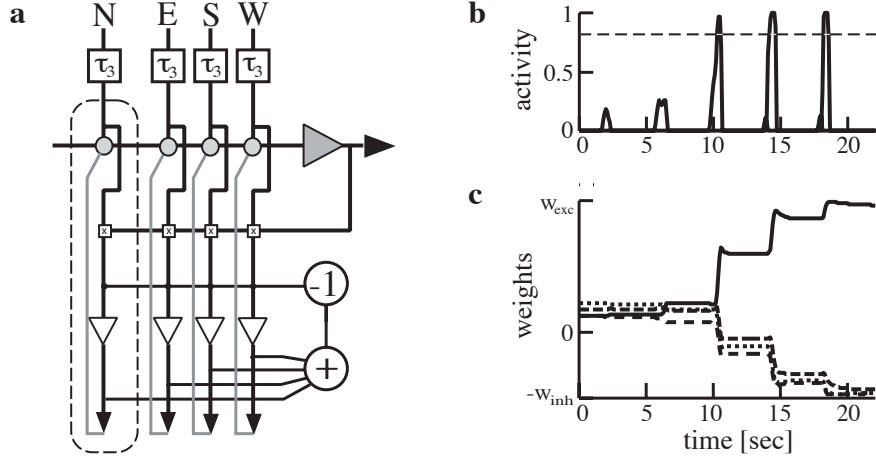 a
N E S W
τ3 τ3 τ3 τ3
x x x x
-1
+
b
activity
1
0.5
0
0 5 10 15 20
c
weights
wexc
0
-winh
0 5 10 15 20
time [sec]